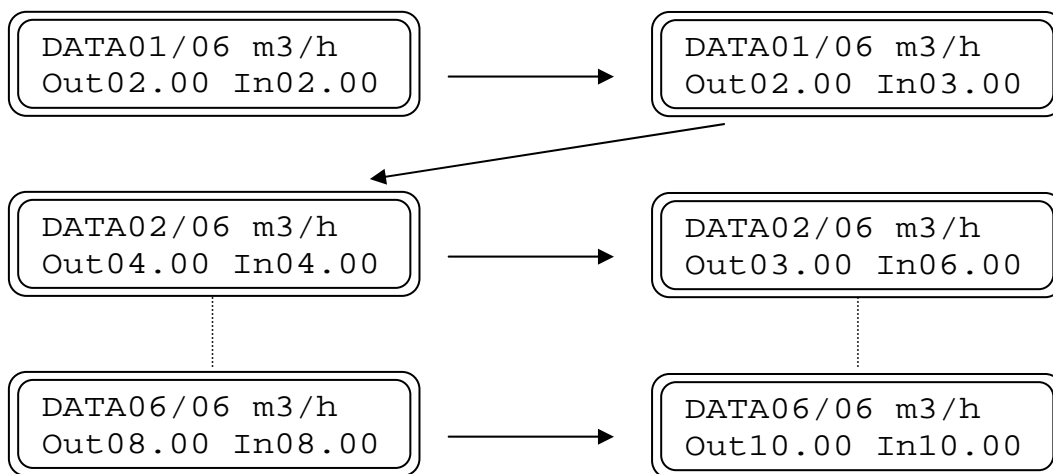 DATA01/06 m3/h
Out02.00 In02.00
DATA01/06 m3/h
Out02.00 In03.00
DATA02/06 m3/h
Out04.00 In04.00
DATA02/06 m3/h
Out03.00 In06.00
DATA06/06 m3/h
Out08.00 In08.00
DATA06/06 m3/h
Out10.00 In10.00